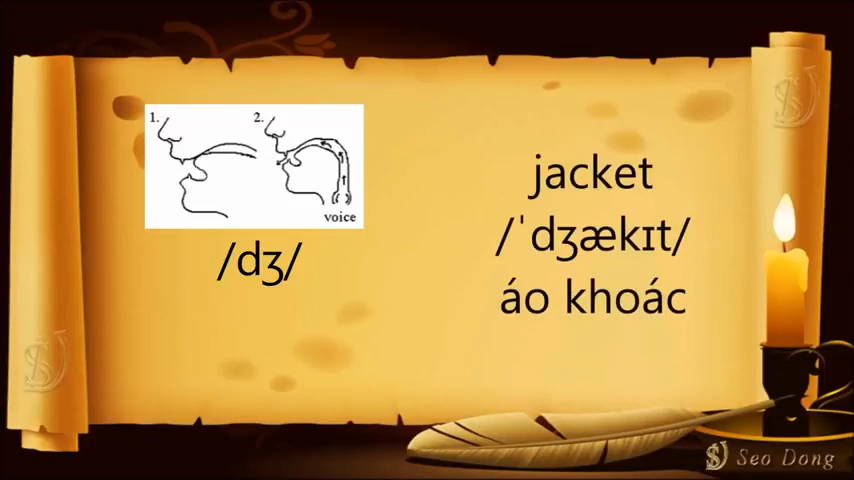 1.
2.
voice
/dʒ/
jacket
/ˈdʒækɪt/
áo khoác
Seo Dong